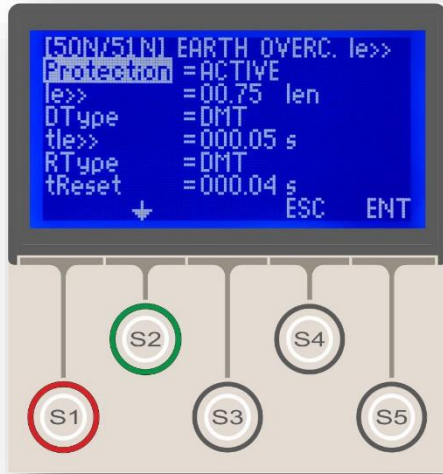 [50N/51N] EARTH OVERC. Ie>>
Protection =ACTIVE
Ie>> =00.75 Ien
DType =DMT
tIe>> =000.05 s
RType =DMT
tReset =000.04 s
ESC ENT
S2 S4
S1 S3 S5